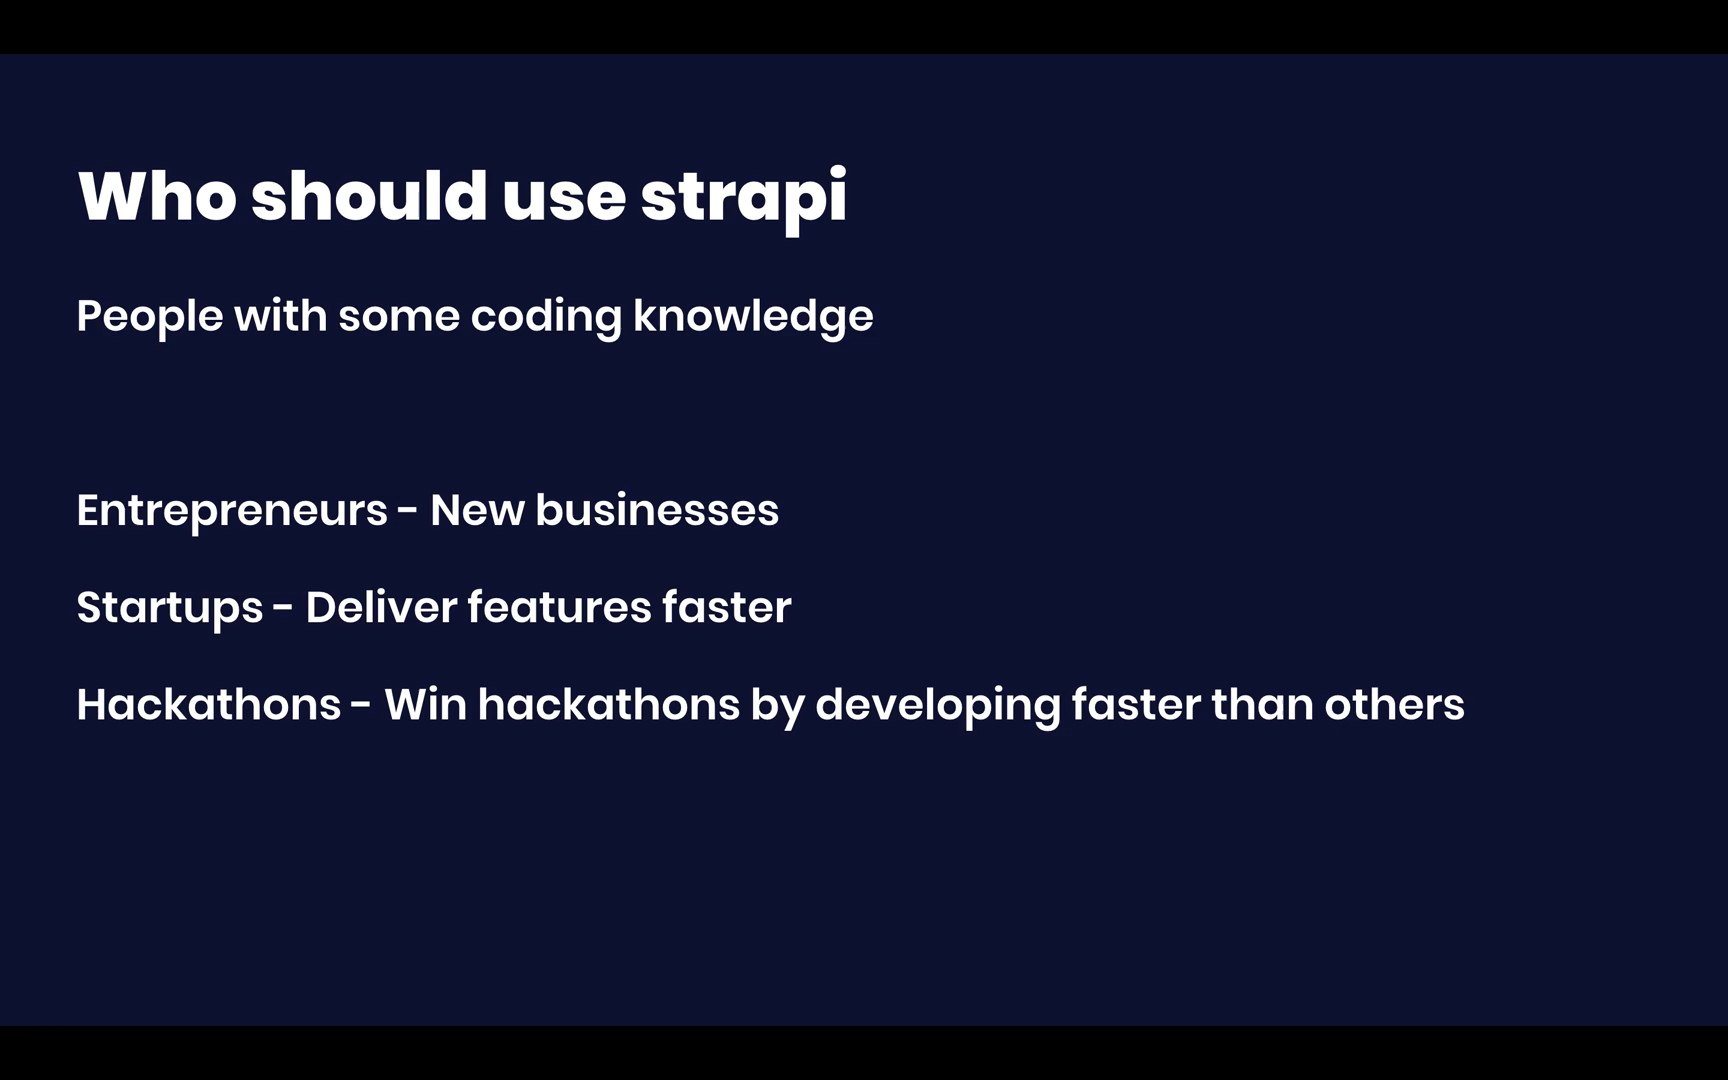 Who should use strapi
People with some coding knowledge
Entrepreneurs - New businesses
Startups - Deliver features faster
Hackathons - Win hackathons by developing faster than others